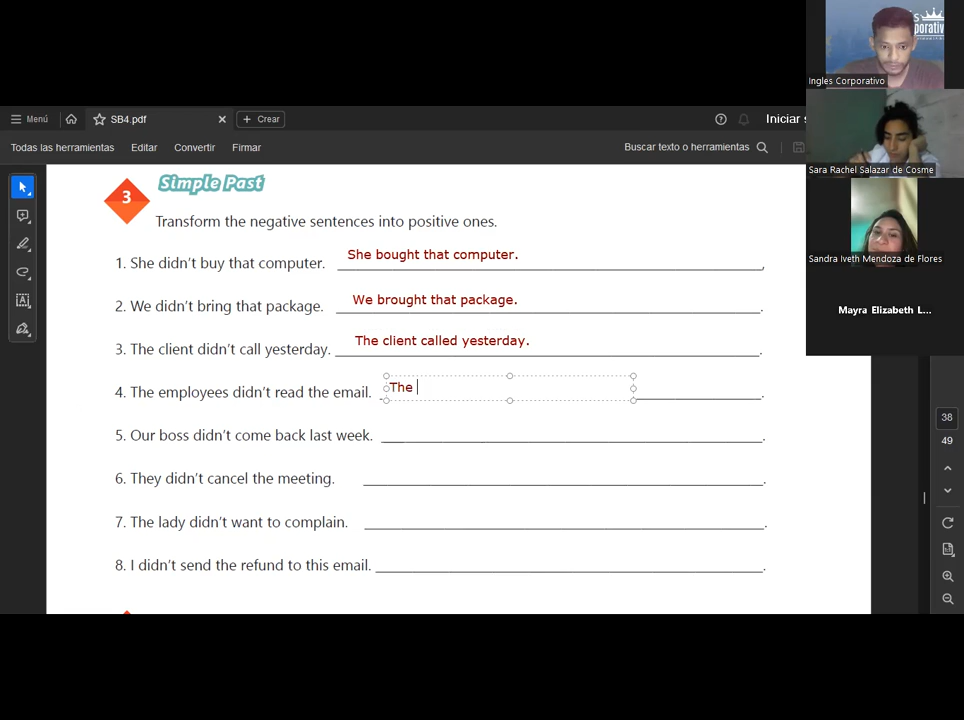 Ingles Corporativo
Menú
SB4.pdf
Crear
Iniciar s
Todas las herramientas
Editar
Convertir
Firmar
Buscar texto o herramientas
Sara Rachel Salazar de Cosme
3
Simple Past
Transform the negative sentences into positive ones.
1. She didn't buy that computer. She bought that computer.
2. We didn't bring that package. We brought that package.
3. The client didn't call yesterday. The client called yesterday.
4. The employees didn't read the email. The
5. Our boss didn't come back last week.
6. They didn't cancel the meeting.
7. The lady didn't want to complain.
8. I didn't send the refund to this email.
Sandra Iveth Mendoza de Flores
Mayra Elizabeth L...
38
49